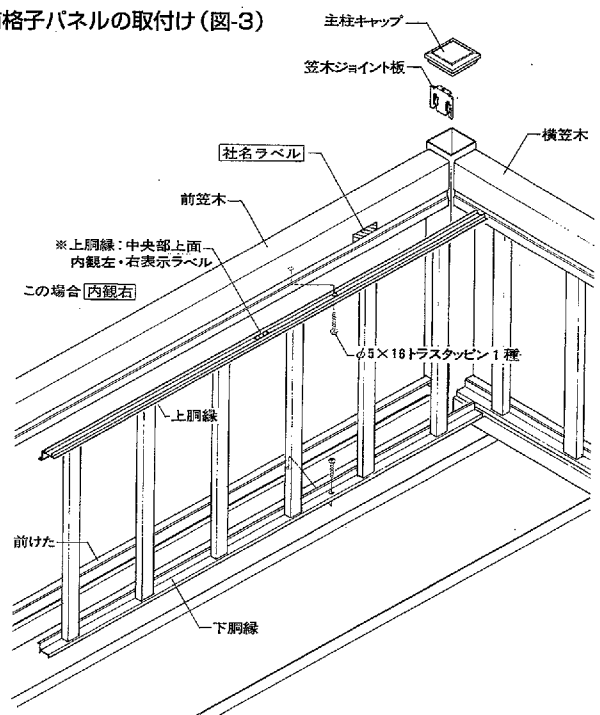 格子パネルの取付け(図-3)
主柱キャップ
笠木ジョイント板
横笠木
社名ラベル
前笠木
※上胴縁:中央部上面
内観左・右表示ラベル
この場合 内観右
φ5×16トラスタッピン1種
上胴縁
前けた
下胴縁